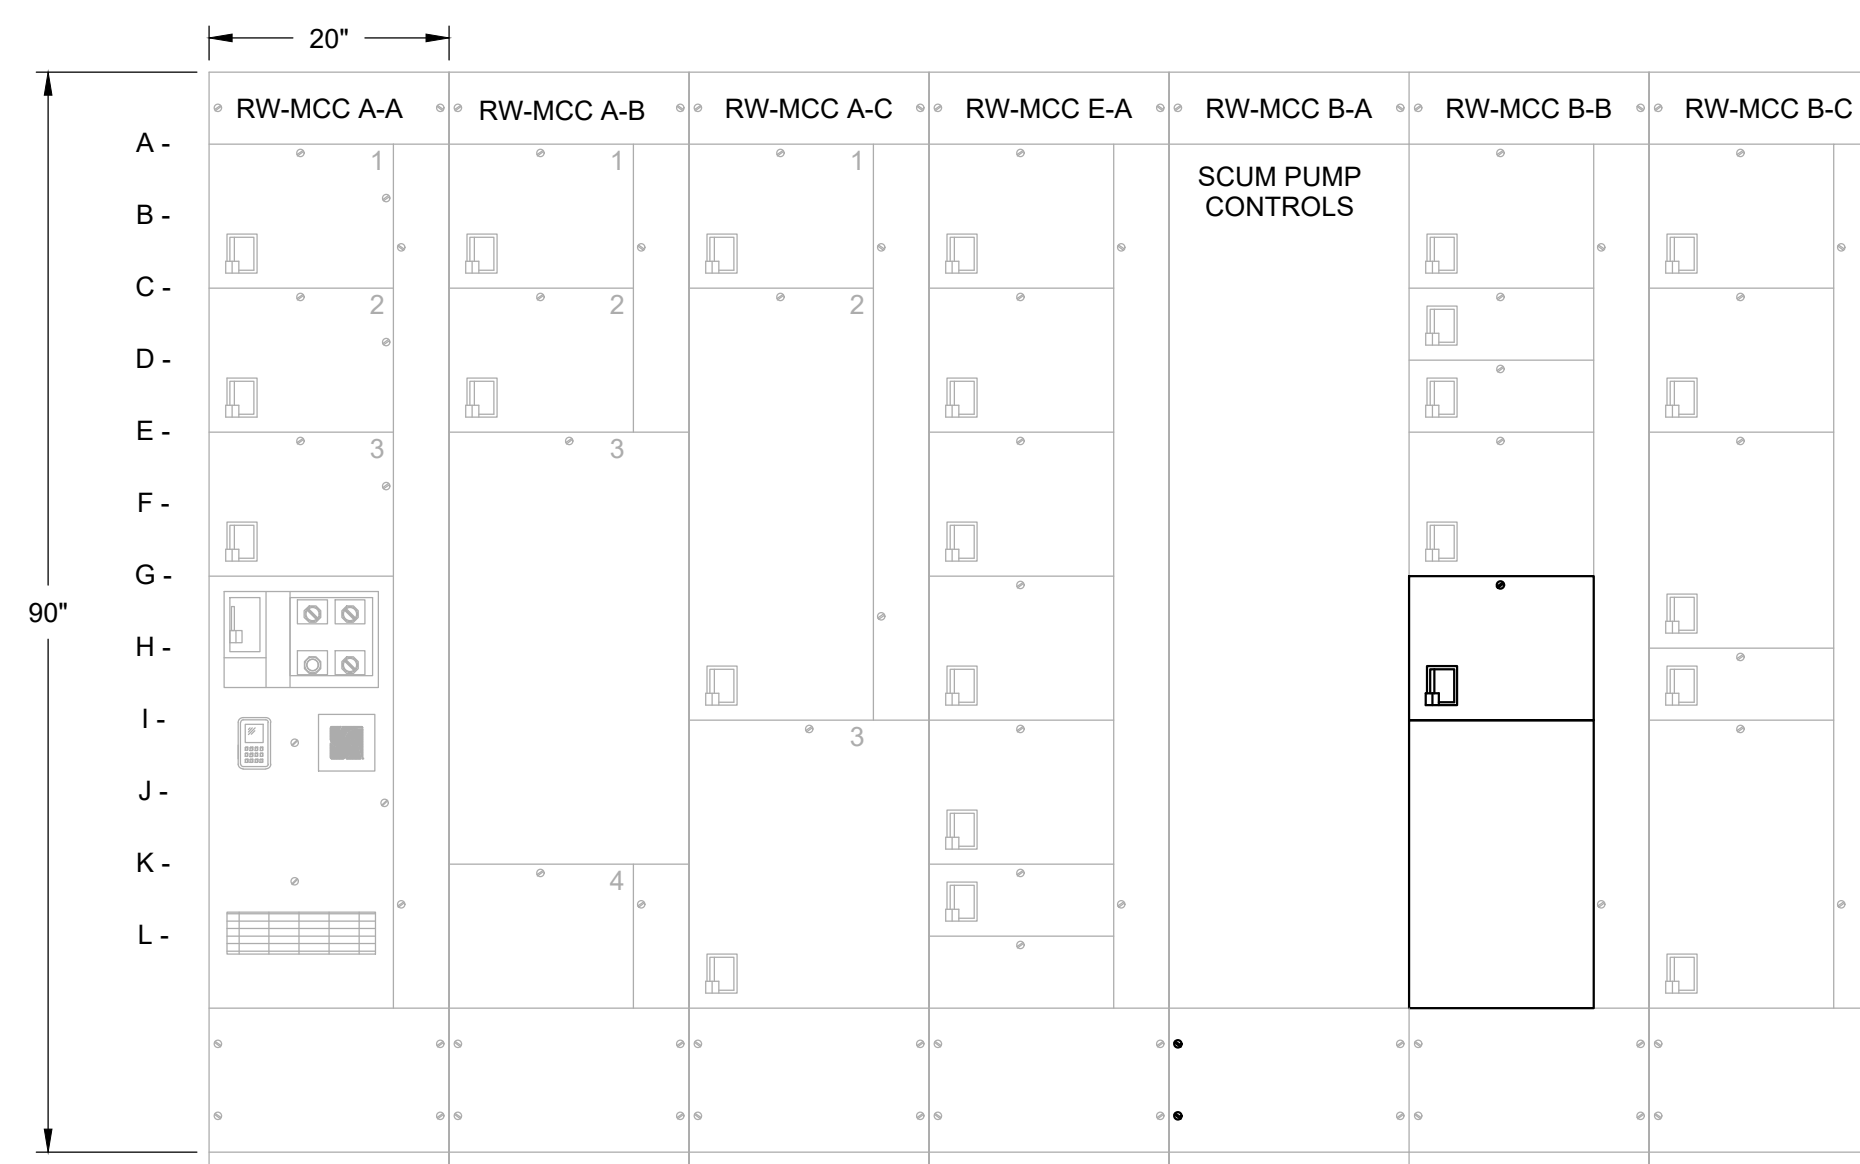 20"
RW-MCC A-A
RW-MCC A-B
RW-MCC A-C
RW-MCC E-A
RW-MCC B-A
RW-MCC B-B
RW-MCC B-C
A -
1
1
1
SCUM PUMP
CONTROLS
B -
C -
2
2
2
D -
E -
3
3
F -
G -
90"
H -
I -
3
J -
K -
4
L -